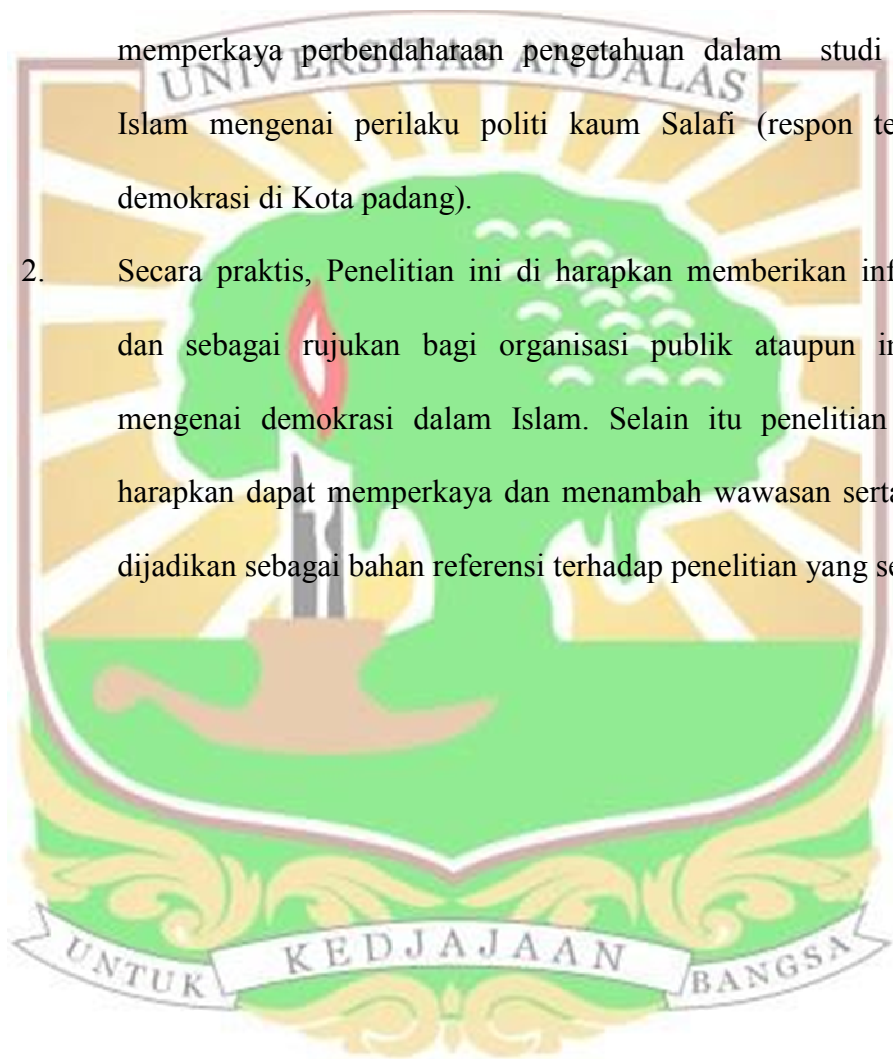 memperkaya perbendaharaan pengetahuan dalam studi
UNIVERSITAS ANDALAS
Islam mengenai perilaku politi kaum Salafi (respon te
demokrasi di Kota padang).
2. Secara praktis, Penelitian ini di harapkan memberikan inf
dan sebagai rujukan bagi organisasi publik ataupun in
mengenai demokrasi dalam Islam. Selain itu penelitian
harapkan dapat memperkaya dan menambah wawasan serta
dijadikan sebagai bahan referensi terhadap penelitian yang se
UNTUK KEDJAJAAN BANGSA